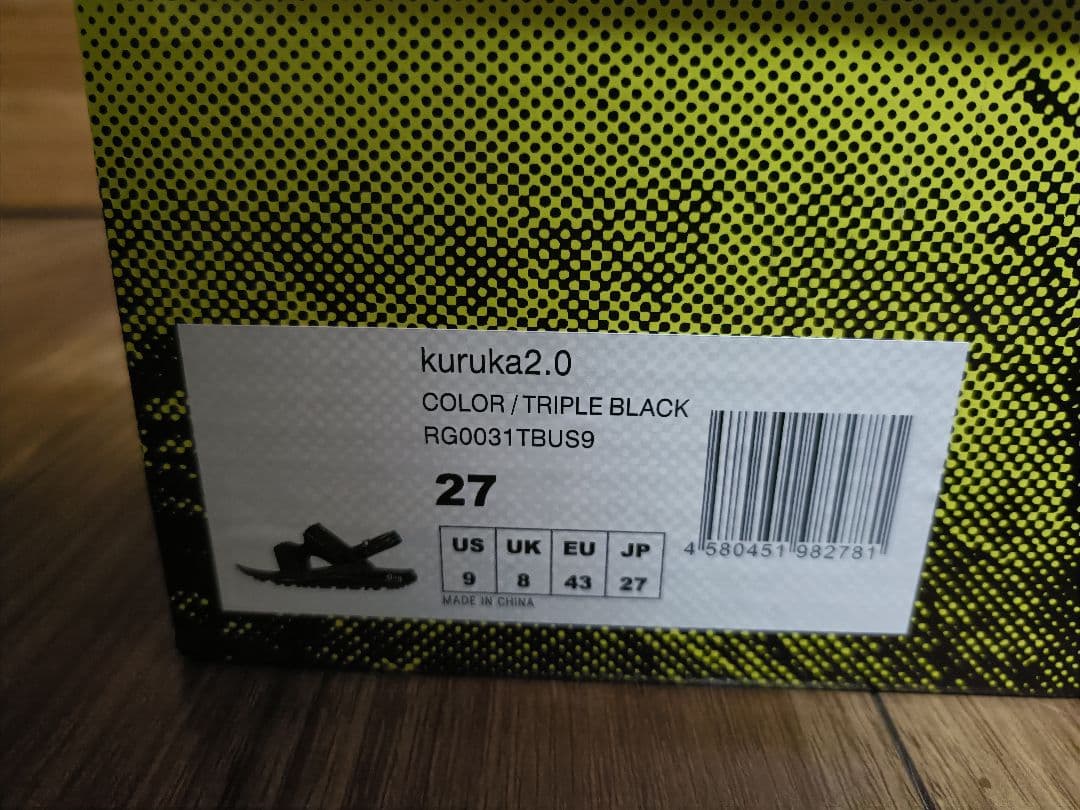 kuruka2.0
COLOR / TRIPLE BLACK
RG0031TBUS9
27
US UK EU JP
9 8 43 27
MADE IN CHINA
4 580451 982781